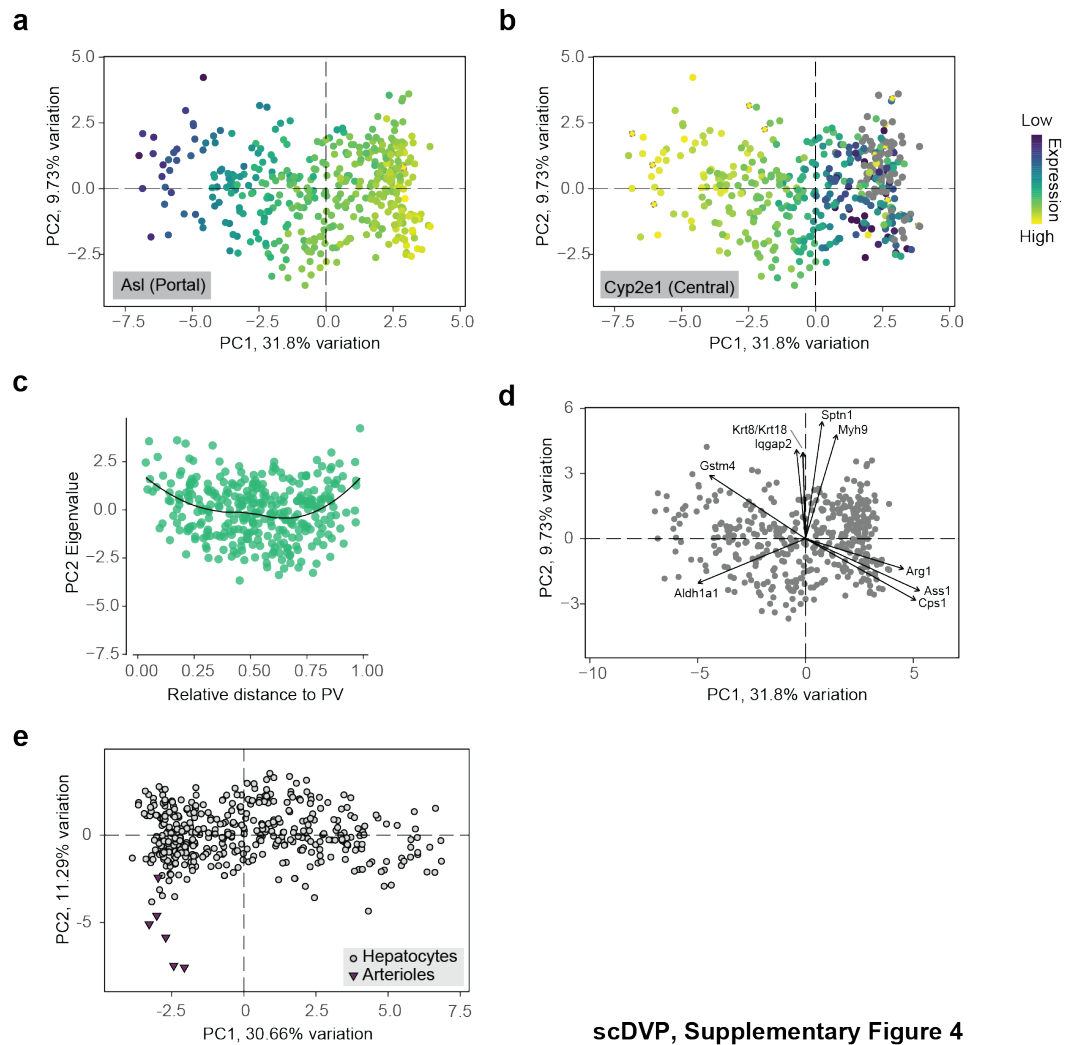 a
5.0
2.5
0.0
−2.5
PC2, 9.73% variation
Asl (Portal)
−7.5 −5.0 −2.5 0.0 2.5 5.0
PC1, 31.8% variation
b
5.0
2.5
0.0
−2.5
PC2, 9.73% variation
Cyp2e1 (Central)
−7.5 −5.0 −2.5 0.0 2.5 5.0
PC1, 31.8% variation
Low
Expression
High
c
2.5
0.0
−2.5
−5.0
−7.5
PC2 Eigenvalue
0.00 0.25 0.50 0.75 1.00
Relative distance to PV
d
6
3
0
−3
PC2, 9.73% variation
Sptn1
Krt8/Krt18
Myh9
Iqgap2
Gstm4
Arg1
Aldh1a1
Ass1
Cps1
−10 −5 0 5
PC1, 31.8% variation
e
0
-5
PC2, 11.29% variation
Hepatocytes
Arterioles
-2.5 0 2.5 5.0 7.5
PC1, 30.66% variation
scDVP, Supplementary Figure 4